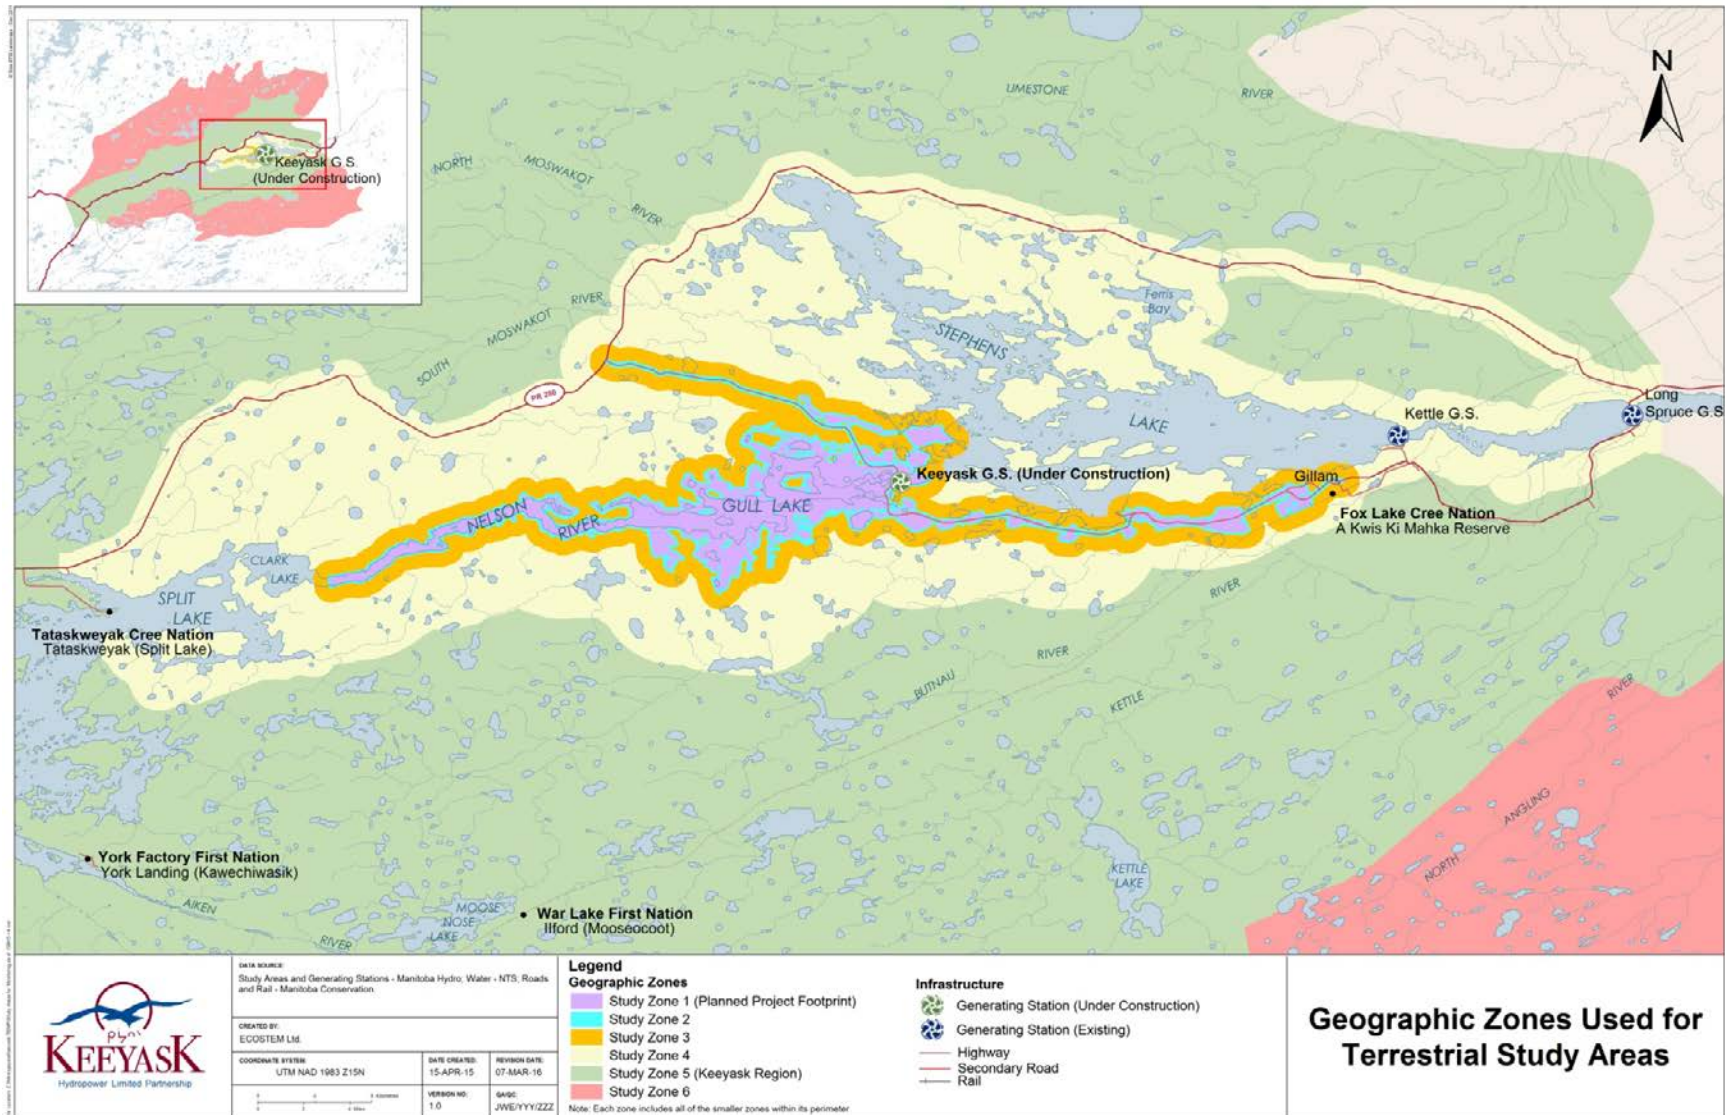 Keeyask G.S.
(Under Construction)
N
LIMESTONE
RIVER
NORTH
MOSWAKOT
RIVER
SOUTH
MOSWAKOT
RIVER
PR 280
Ferris
Bay
STEPHENS
LAKE
Long
Spruce G.S
Kettle G.S.
Keeyask G.S. (Under Construction)
Gillam
Fox Lake Cree Nation
A Kwis Ki Mahka Reserve
GULL LAKE
NELSON
RIVER
CLARK
LAKE
SPLIT
LAKE
Tataskweyak Cree Nation
Tataskweyak (Split Lake)
RIVER
RIVER
BUTNAU
KETTLE
RIVER
ANGLING
NORTH
KETTLE
LAKE
York Factory First Nation
York Landing (Kawechiwasik)
AIKEN
RIVER
MOOSE
NOSE
LAKE
War Lake First Nation
Ilford (Mooseocoot)
KEEYASK
Hydropower Limited Partnership
DATA SOURCE:
Study Areas and Generating Stations - Manitoba Hydro; Water - NTS; Roads
and Rail - Manitoba Conservation.
CREATED BY:
ECOSTEM Ltd.
COORDINATE SYSTEM:
UTM NAD 1983 Z15N
DATE CREATED:
15-APR-15
REVISION DATE:
07-MAR-16
VERSION NO:
1.0
QA/QC:
JWE/YYY/ZZZ
Legend
Geographic Zones
Study Zone 1 (Planned Project Footprint)
Study Zone 2
Study Zone 3
Study Zone 4
Study Zone 5 (Keeyask Region)
Study Zone 6
Note: Each zone includes all of the smaller zones within its perimeter
Infrastructure
Generating Station (Under Construction)
Generating Station (Existing)
Highway
Secondary Road
Rail
Geographic Zones Used for
Terrestrial Study Areas